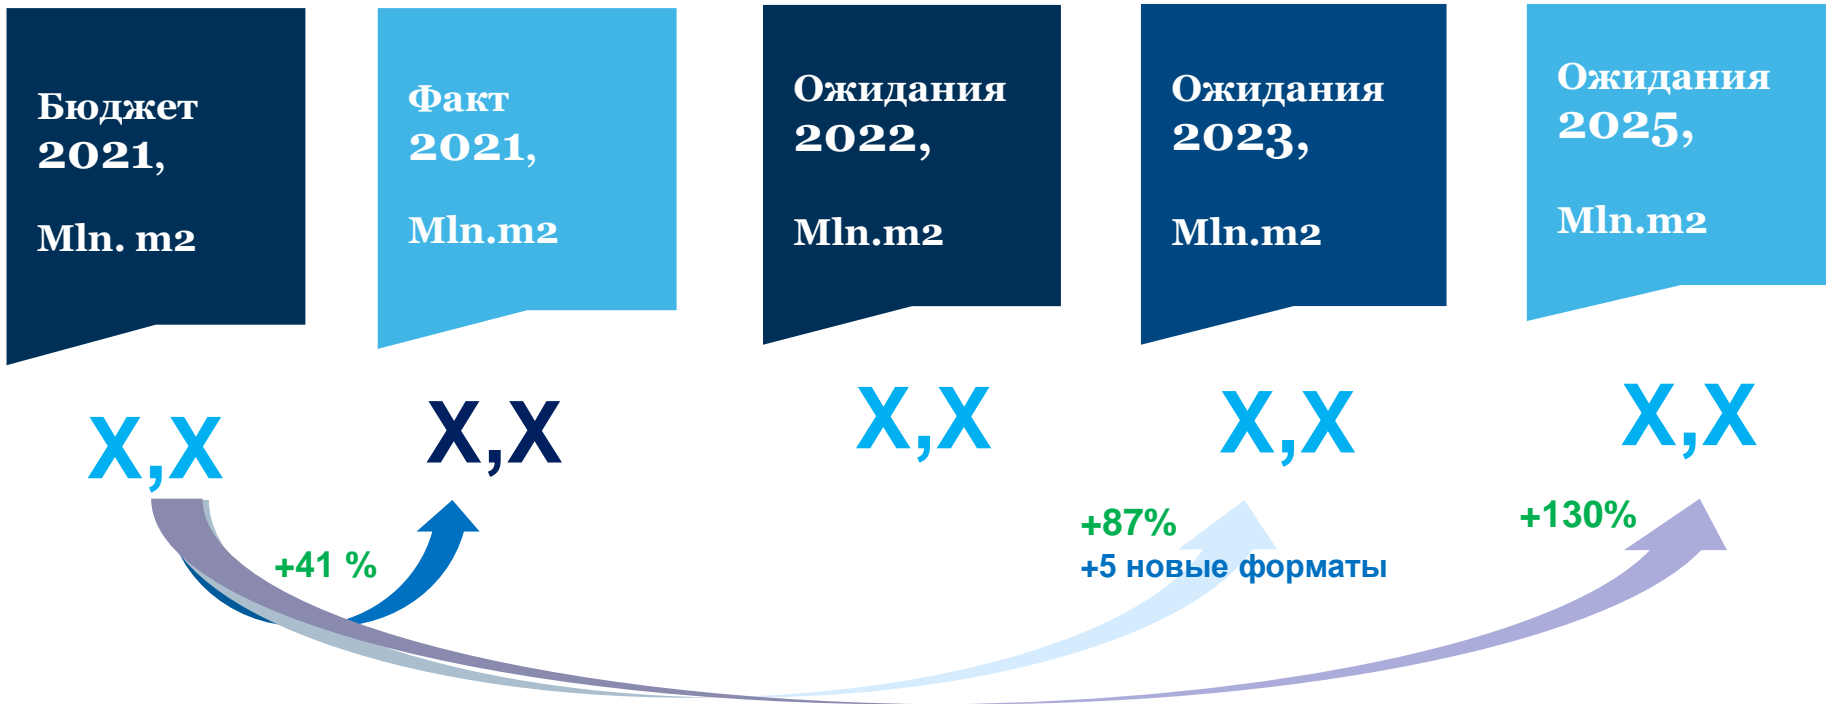 Бюджет
2021,
Mln. m2
Факт
2021,
Mln.m2
Ожидания
2022,
Mln.m2
Ожидания
2023,
Mln.m2
Ожидания
2025,
Mln.m2
X,X
X,X
X,X
X,X
X,X
+41 %
+87%
+5 новые форматы
+130%